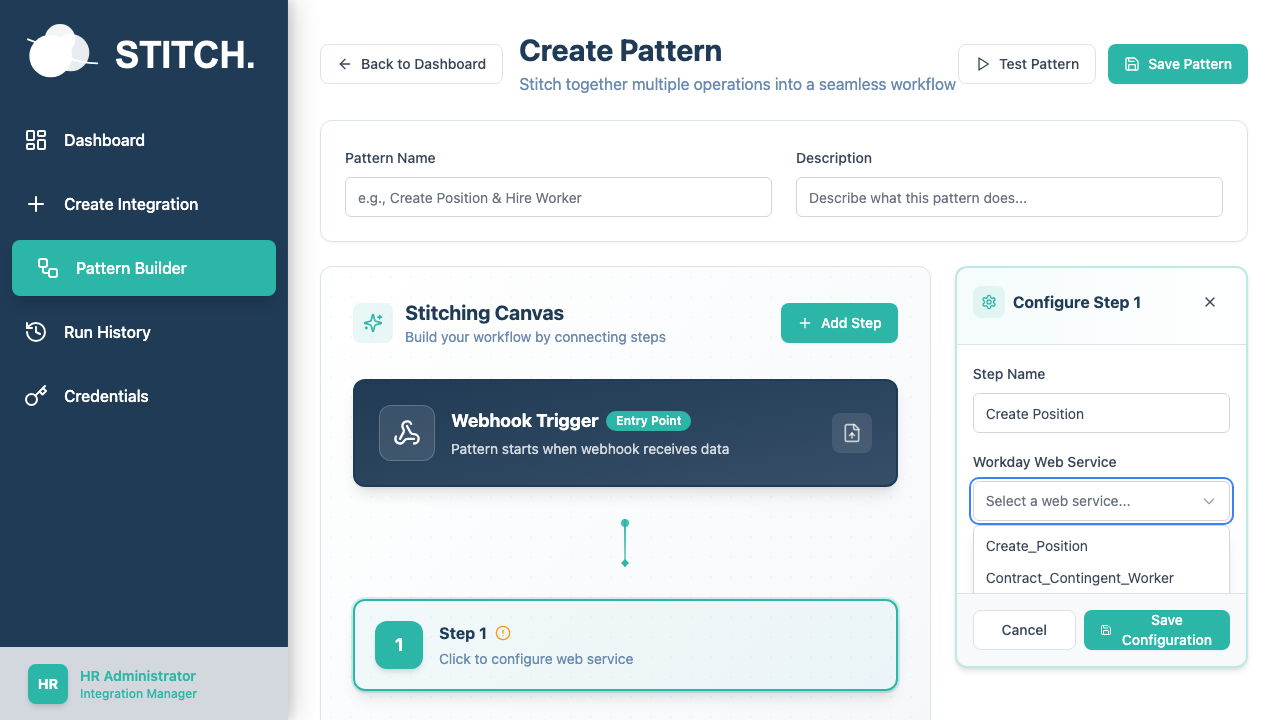 STITCH.
Dashboard
Create Integration
Pattern Builder
Run History
Credentials
HR
HR Administrator
Integration Manager
Back to Dashboard
Create Pattern
Stitch together multiple operations into a seamless workflow
Test Pattern
Save Pattern
Pattern Name
e.g., Create Position & Hire Worker
Description
Describe what this pattern does...
Stitching Canvas
Build your workflow by connecting steps
Add Step
Webhook Trigger
Entry Point
Pattern starts when webhook receives data
1
Step 1
Click to configure web service
Configure Step 1
Step Name
Create Position
Workday Web Service
Select a web service...
Create_Position
Contract_Contingent_Worker
Cancel
Save
Configuration